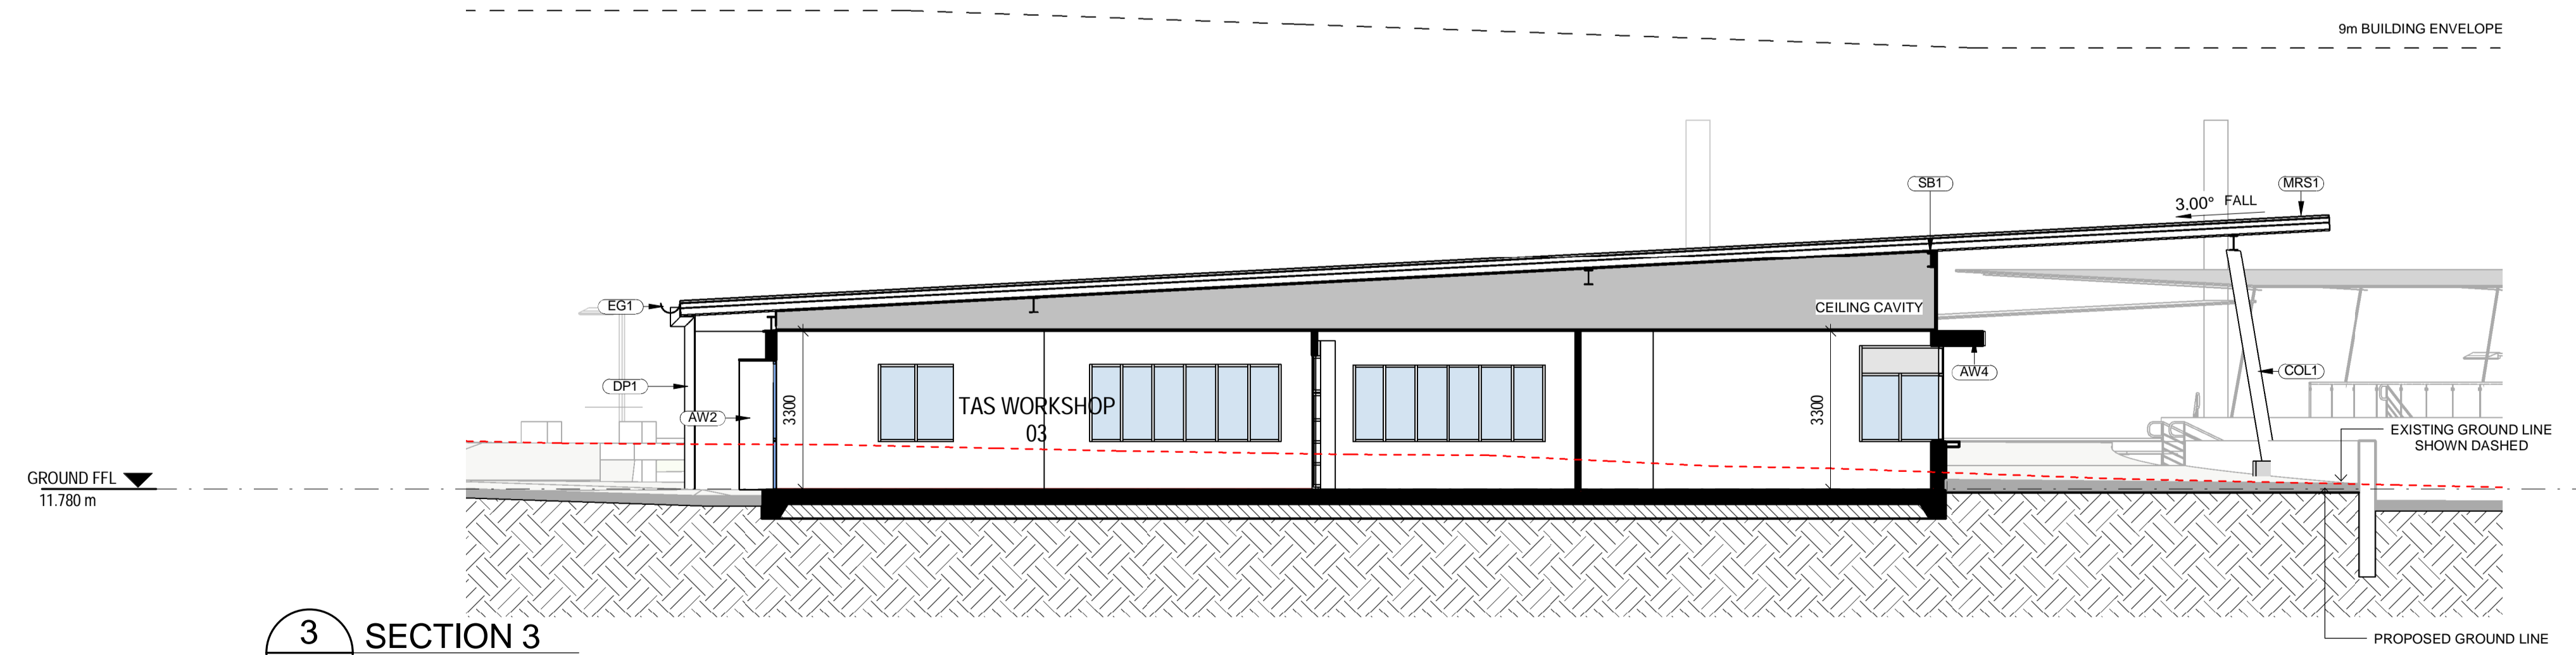 9m BUILDING ENVELOPE
SB1
MRS1
3.00° FALL
EG1
CEILING CAVITY
DP1
AW4
COL1
AW2
3300
TAS WORKSHOP
03
3300
EXISTING GROUND LINE
SHOWN DASHED
GROUND FFL
11.780 m
3
SECTION 3
PROPOSED GROUND LINE